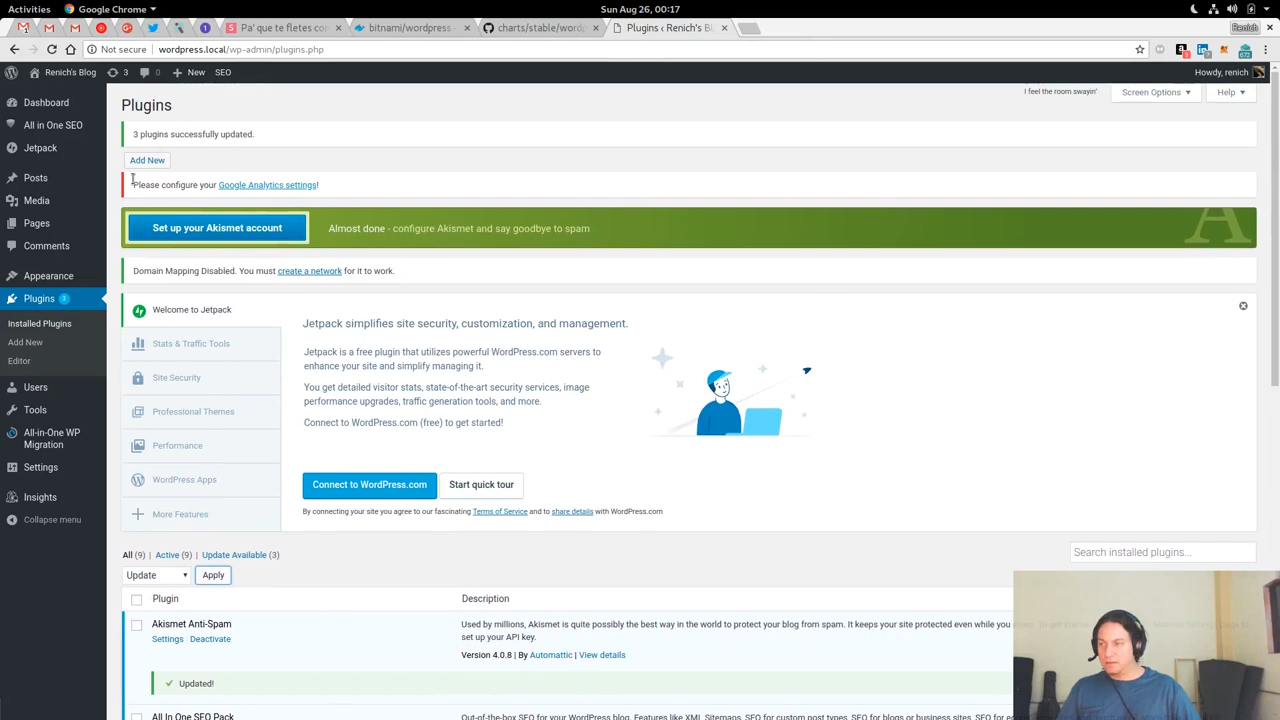 Activities
Google Chrome
Sun Aug 26, 00:17
Pa' que te fletes con
bitnami/wordpress -
charts/stable/word
Plugins ‹ Renich's B
Renich
Not secure
wordpress.local/wp-admin/plugins.php
Renich's Blog
3
0
New
SEO
Howdy, renich
Dashboard
All in One SEO
Jetpack
Posts
Media
Pages
Comments
Appearance
Plugins 3
Installed Plugins
Add New
Editor
Users
Tools
All-in-One WP
Migration
Settings
Insights
Collapse menu
Plugins
I feel the room swayin'
Screen Options
Help
3 plugins successfully updated.
Add New
Please configure your Google Analytics settings!
Set up your Akismet account
Almost done - configure Akismet and say goodbye to spam
A
Domain Mapping Disabled. You must create a network for it to work.
Welcome to Jetpack
Stats & Traffic Tools
Site Security
Professional Themes
Performance
WordPress Apps
More Features
Jetpack simplifies site security, customization, and management.
Jetpack is a free plugin that utilizes powerful WordPress.com servers to
enhance your site and simplify managing it.
You get detailed visitor stats, state-of-the-art security services, image
performance upgrades, traffic generation tools, and more.
Connect to WordPress.com (free) to get started!
Connect to WordPress.com
Start quick tour
By connecting your site you agree to our fascinating Terms of Service and to share details with WordPress.com
All (9) | Active (9) | Update Available (3)
Search installed plugins...
Update
Apply
Plugin
Description
Akismet Anti-Spam
Settings Deactivate
Used by millions, Akismet is quite possibly the best way in the world to protect your blog from spam. It keeps your site protected even while you
set up your API key.
Version 4.0.8 | By Automattic | View details
Updated!
All In One SEO Pack
Out-of-the-box SEO for your WordPress blog. Features like XML Sitemaps, SEO for custom post types, SEO for blogs or business sites, SEO for